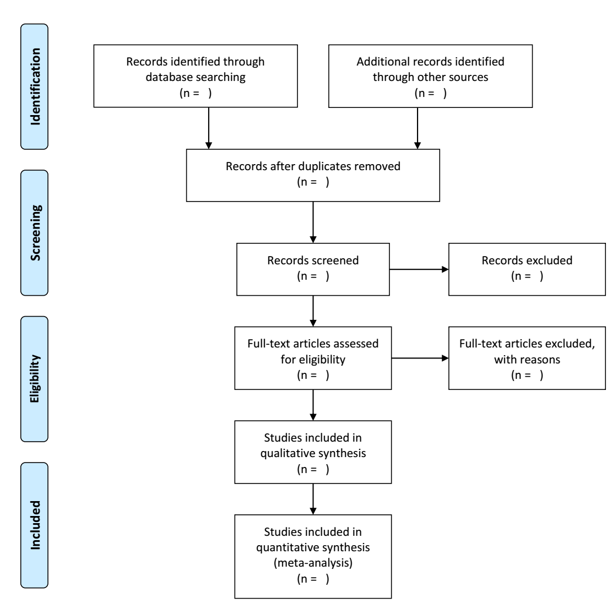 Identification
Records identified through
database searching
(n =   )
Additional records identified
through other sources
(n =   )
Records after duplicates removed
(n =   )
Screening
Records screened
(n =   )
Records excluded
(n =   )
Eligibility
Full-text articles assessed
for eligibility
(n =   )
Full-text articles excluded,
with reasons
(n =   )
Studies included in
qualitative synthesis
(n =   )
Included
Studies included in
quantitative synthesis
(meta-analysis)
(n =   )